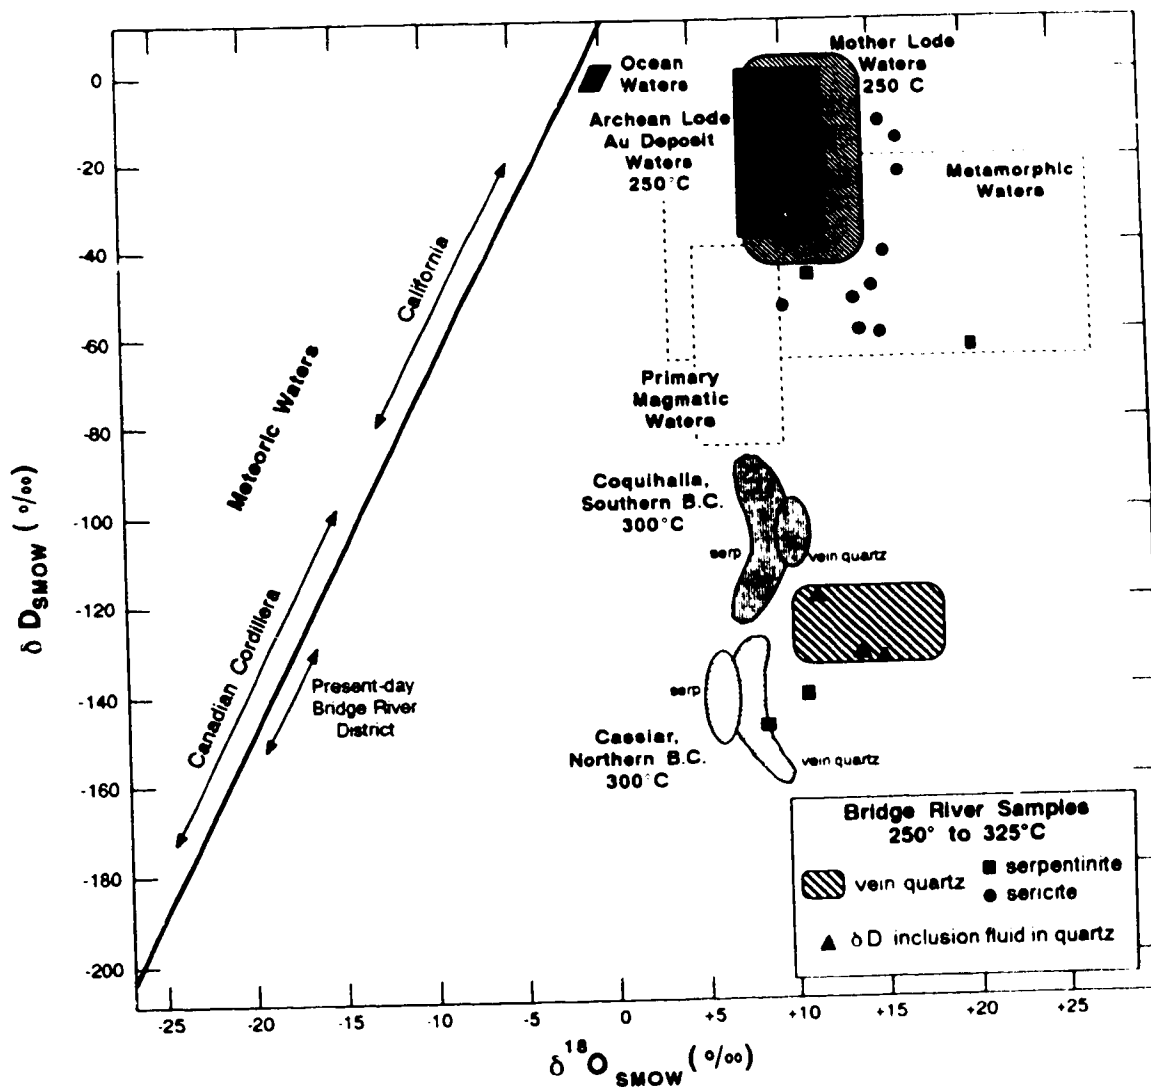 Mother Lode
Waters
250 C
Ocean
Waters
Archean Lode
Au Deposit
Waters
250°C
Metamorphic
Waters
California
Meteoric Waters
Primary
Magmatic
Waters
Coquihalla,
Southern B.C.
300°C
serp
vein quartz
Canadian Cordillera
Present-day
Bridge River
District
serp
Cassiar,
Northern B.C.
300°C
vein quartz
Bridge River Samples
250° to 325°C
vein quartz
serpentinite
sericite
δD inclusion fluid in quartz
0
-20
-40
-60
-80
-100
-120
-140
-160
-180
-200
δ D SMOW (o/oo)
-25
-20
-15
-10
-5
0
+5
+10
+15
+20
+25
δ18O SMOW (o/oo)